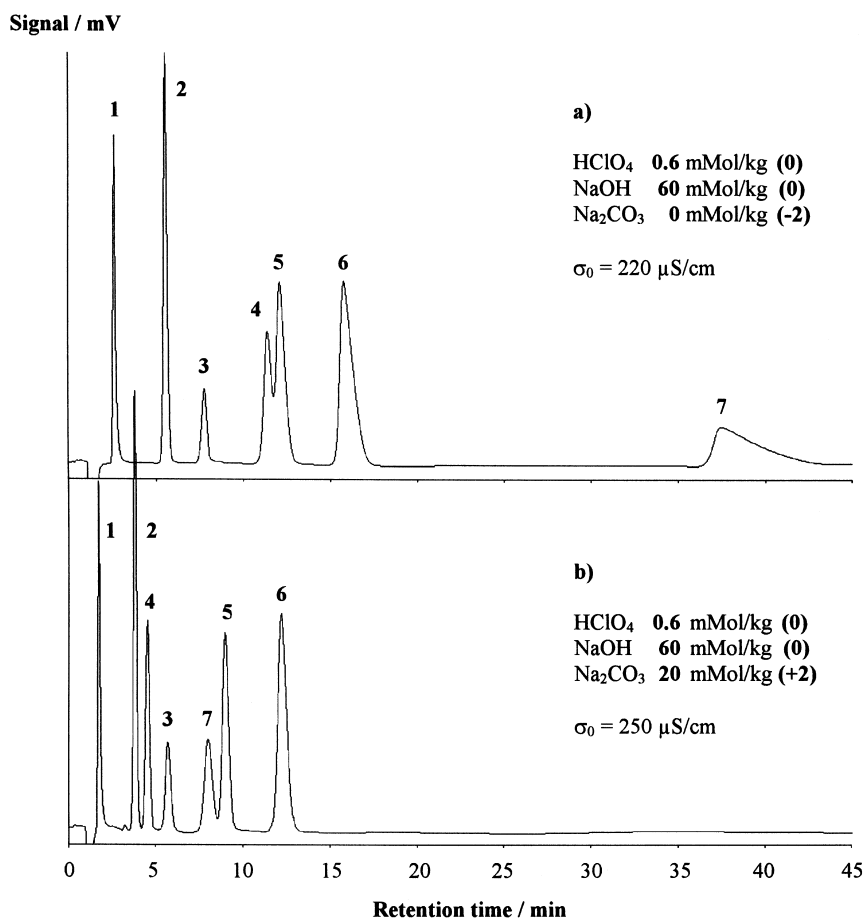 Signal / mV
1
2
3
4
5
6
7
a)
HClO₄ 0.6 mMol/kg (0)
NaOH 60 mMol/kg (0)
Na₂CO₃ 0 mMol/kg (-2)
σ₀ = 220 µS/cm
1
2
4
3
7
5
6
b)
HClO₄ 0.6 mMol/kg (0)
NaOH 60 mMol/kg (0)
Na₂CO₃ 20 mMol/kg (+2)
σ₀ = 250 µS/cm
0 5 10 15 20 25 30 35 40 45
Retention time / min